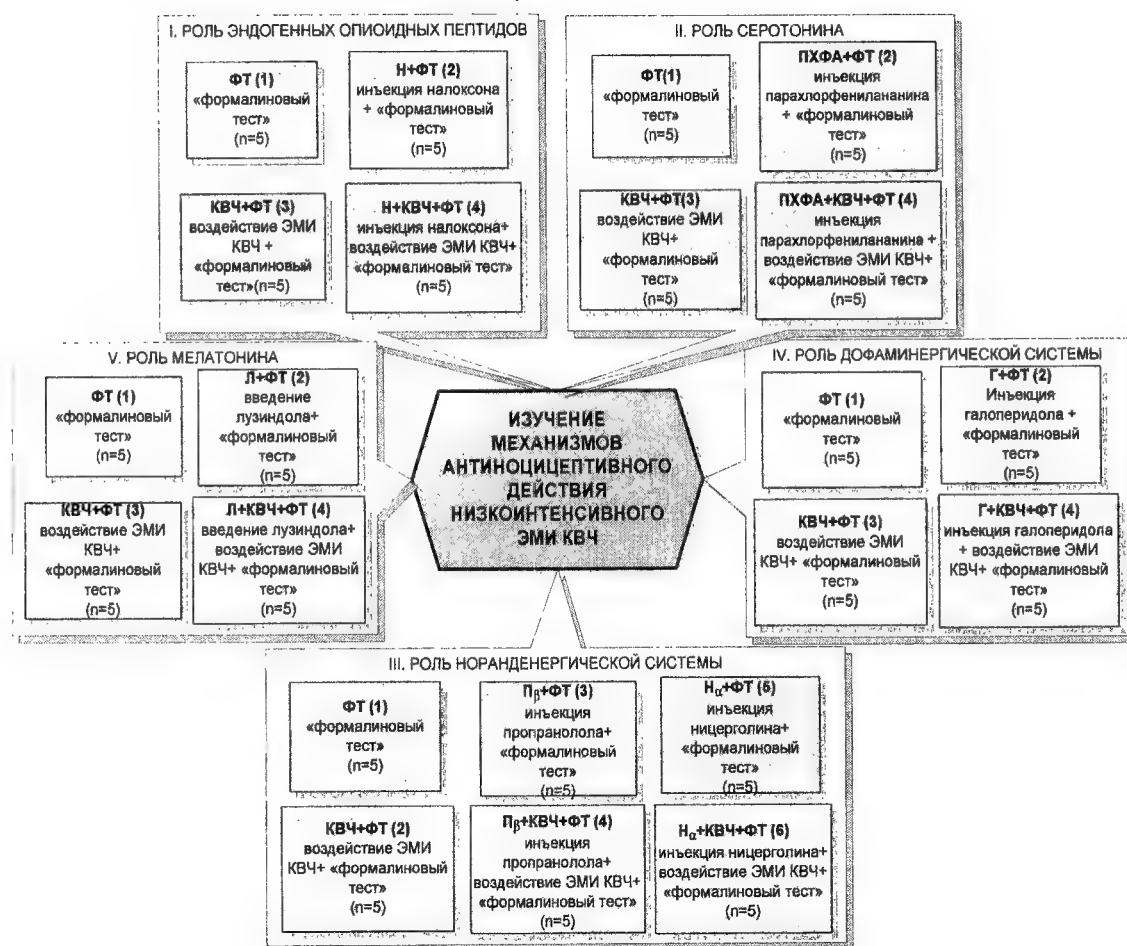 I. РОЛЬ ЭНДОГЕННЫХ ОПИОИДНЫХ ПЕПТИДОВ
ФТ (1)
«формалиновый
тест»
(n=5)
Н+ФТ (2)
инъекция налоксона
+ «формалиновый
тест»
(n=5)
КВЧ+ФТ (3)
воздействие ЭМИ
КВЧ +
«формалиновый
тест»(n=5)
Н+КВЧ+ФТ (4)
инъекция налоксона+
воздействие ЭМИ КВЧ+
«формалиновый тест»
(n=5)
II. РОЛЬ СЕРОТОНИНА
ФТ(1)
«формалиновый
тест»
(n=5)
ПХФА+ФТ (2)
инъекция
парахлорфенилананина
+ «формалиновый
тест»
(n=5)
КВЧ+ФТ(3)
воздействие ЭМИ
КВЧ+
«формалиновый
тест»
(n=5)
ПХФА+КВЧ+ФТ (4)
инъекция
парахлорфенилананина +
воздействие ЭМИ КВЧ+
«формалиновый тест»
(n=5)
V. РОЛЬ МЕЛАТОНИНА
ФТ (1)
«формалиновый
тест»
(n=5)
Л+ФТ (2)
введение
лузиндола+
«формалиновый
тест»
(n=5)
КВЧ+ФТ (3)
воздействие ЭМИ
КВЧ+
«формалиновый
тест»
(n=5)
Л+КВЧ+ФТ (4)
введение лузиндола+
воздействие ЭМИ
КВЧ+ «формалиновый
тест»
(n=5)
ИЗУЧЕНИЕ
МЕХАНИЗМОВ
АНТИНОЦИЦЕПТИВНОГО
ДЕЙСТВИЯ
НИЗКОИНТЕНСИВНОГО
ЭМИ КВЧ
IV. РОЛЬ ДОФАМИНЕРГИЧЕСКОЙ СИСТЕМЫ
ФТ (1)
«формалиновый
тест»
(n=5)
Г+ФТ (2)
Инъекция
галоперидола +
«формалиновый
тест»
(n=5)
КВЧ+ФТ (3)
воздействие ЭМИ
КВЧ+ «формалиновый
тест»
(n=5)
Г+КВЧ+ФТ (4)
инъекция галоперидола
+ воздействие ЭМИ
КВЧ+ «формалиновый
тест»
(n=5)
III. РОЛЬ НОРАНДЕНЕРГИЧЕСКОЙ СИСТЕМЫ
ФТ (1)
«формалиновый
тест»
(n=5)
Пβ+ФТ (3)
инъекция
пропранолола+
«формалиновый
тест»
(n=5)
Нα+ФТ (5)
инъекция
ницерголина+
«формалиновый
тест»
(n=5)
КВЧ+ФТ (2)
воздействие ЭМИ
КВЧ+ «формалиновый
тест»
(n=5)
Пβ+КВЧ+ФТ (4)
инъекция
пропранолола+
воздействие ЭМИ КВЧ+
«формалиновый тест»
(n=5)
Нα+КВЧ+ФТ (6)
инъекция ницерголина+
воздействие ЭМИ КВЧ+
«формалиновый тест»
(n=5)